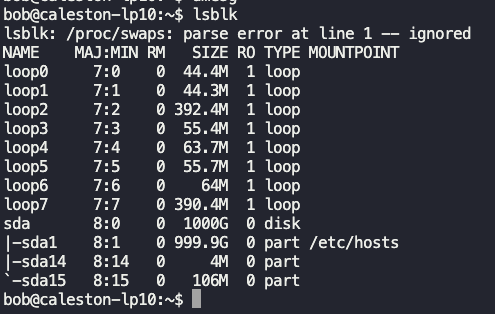 bob@caleston-lp10:~$ dmesg
bob@caleston-lp10:~$ lsblk
lsblk: /proc/swaps: parse error at line 1 -- ignored
NAME    MAJ:MIN RM   SIZE RO TYPE MOUNTPOINT
loop0     7:0    0  44.4M  1 loop
loop1     7:1    0  44.3M  1 loop
loop2     7:2    0 392.4M  1 loop
loop3     7:3    0  55.4M  1 loop
loop4     7:4    0  63.7M  1 loop
loop5     7:5    0  55.7M  1 loop
loop6     7:6    0    64M  1 loop
loop7     7:7    0 390.4M  1 loop
sda       8:0    0  1000G  0 disk
|-sda1    8:1    0 999.9G  0 part /etc/hosts
|-sda14   8:14   0     4M  0 part
`-sda15   8:15   0   106M  0 part
bob@caleston-lp10:~$